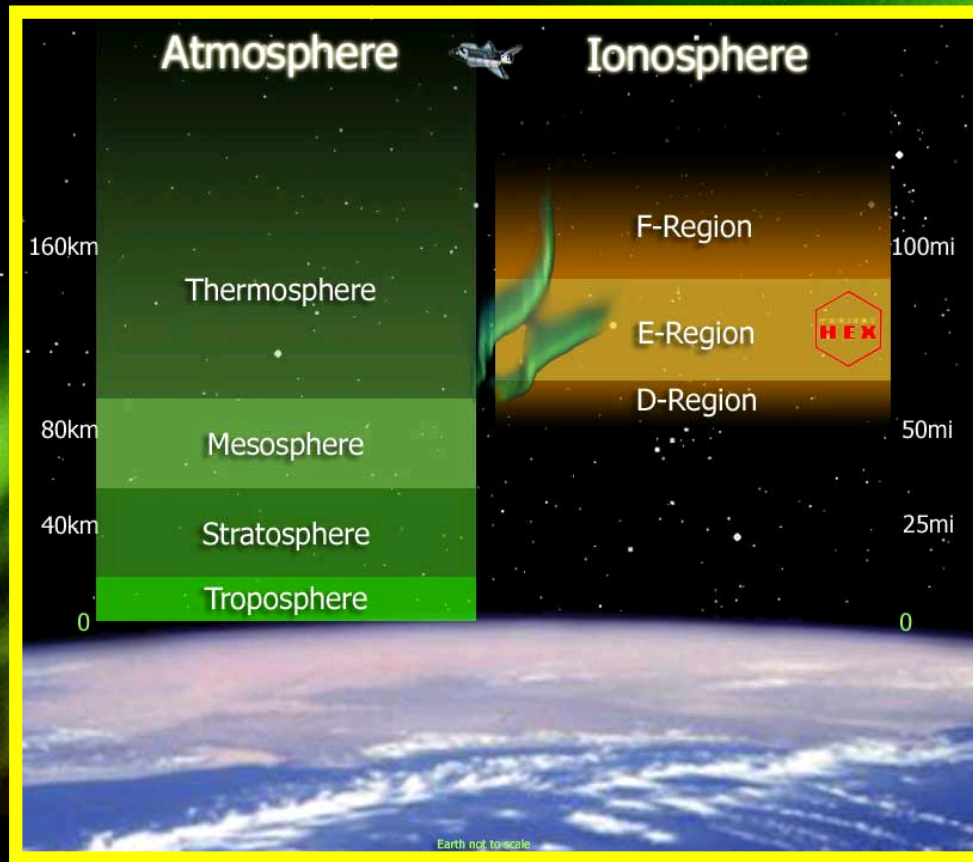 Atmosphere
Ionosphere
160km
Thermosphere
80km
Mesosphere
40km
Stratosphere
Troposphere
0
F-Region
100mi
E-Region
HEX
D-Region
50mi
25mi
0
Earth not to scale